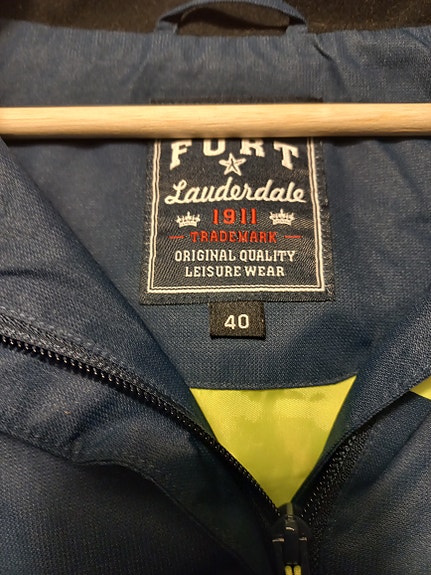 FORT
Lauderdale
1911
TRADEMARK
ORIGINAL QUALITY
LEISURE WEAR
40